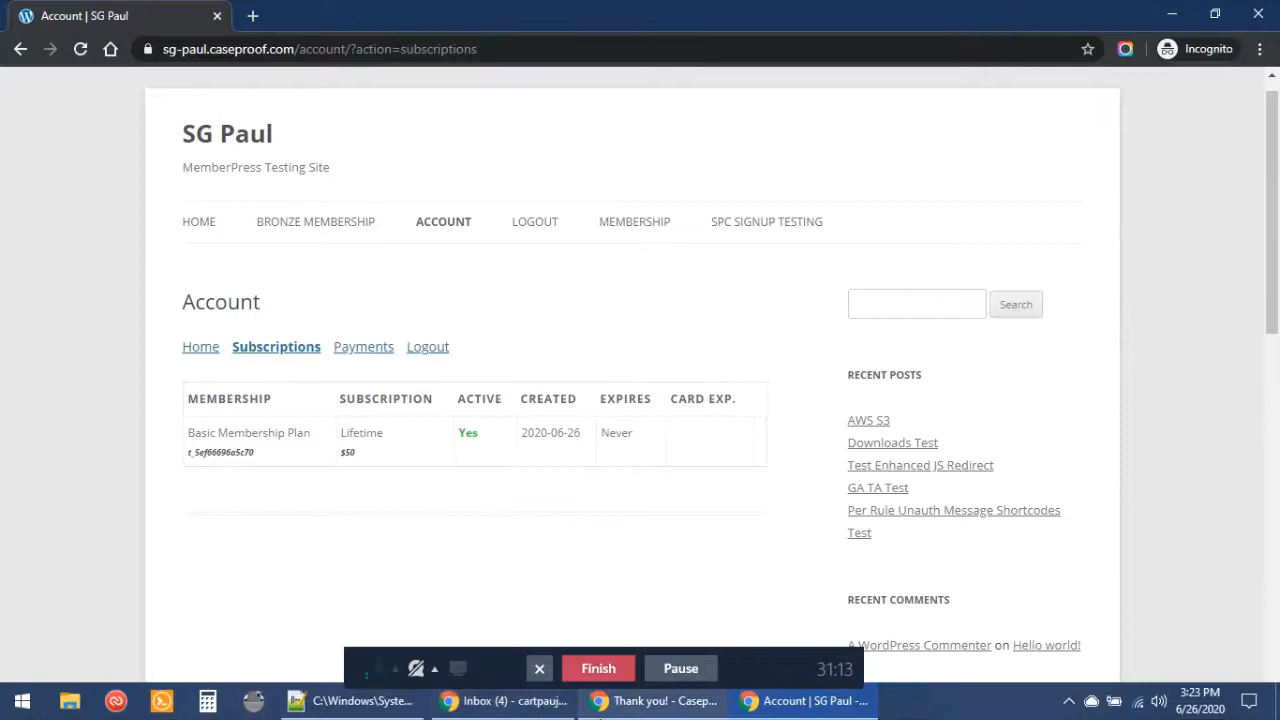 Account | SG Paul
sg-paul.caseproof.com/account/?action=subscriptions
Incognito
SG Paul
MemberPress Testing Site
HOME BRONZE MEMBERSHIP ACCOUNT LOGOUT MEMBERSHIP SPC SIGNUP TESTING
Account
Search
Home Subscriptions Payments Logout
MEMBERSHIP SUBSCRIPTION ACTIVE CREATED EXPIRES CARD EXP.
Basic Membership Plan Lifetime Yes 2020-06-26 Never
t_5ef66696a5c70 $50
RECENT POSTS
AWS S3
Downloads Test
Test Enhanced JS Redirect
GA TA Test
Per Rule Unauth Message Shortcodes
Test
RECENT COMMENTS
A WordPress Commenter on Hello world!
Finish Pause 31:13
C:\Windows\Syste... Inbox (4) - cartpauj... Thank you! - Casep... Account | SG Paul -...
3:23 PM
6/26/2020